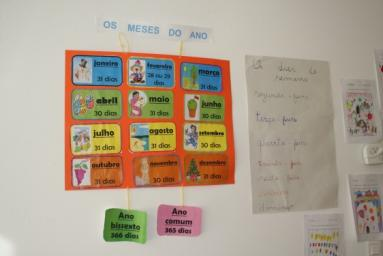 OS MESES DO ANO
janeiro
31 dias
fevereiro
28 ou 29
dias
março
31 dias
abril
30 dias
maio
31 dias
junho
30 dias
julho
31 dias
agosto
31 dias
setembro
30 dias
outubro
31 dias
novembro
30 dias
dezembro
31 dias
Ano
bissexto
366 dias
Ano
comum
365 dias
dias da
semana
segunda-feira
terça-feira
quarta-feira
quinta-feira
sexta-feira
sábado
domingo